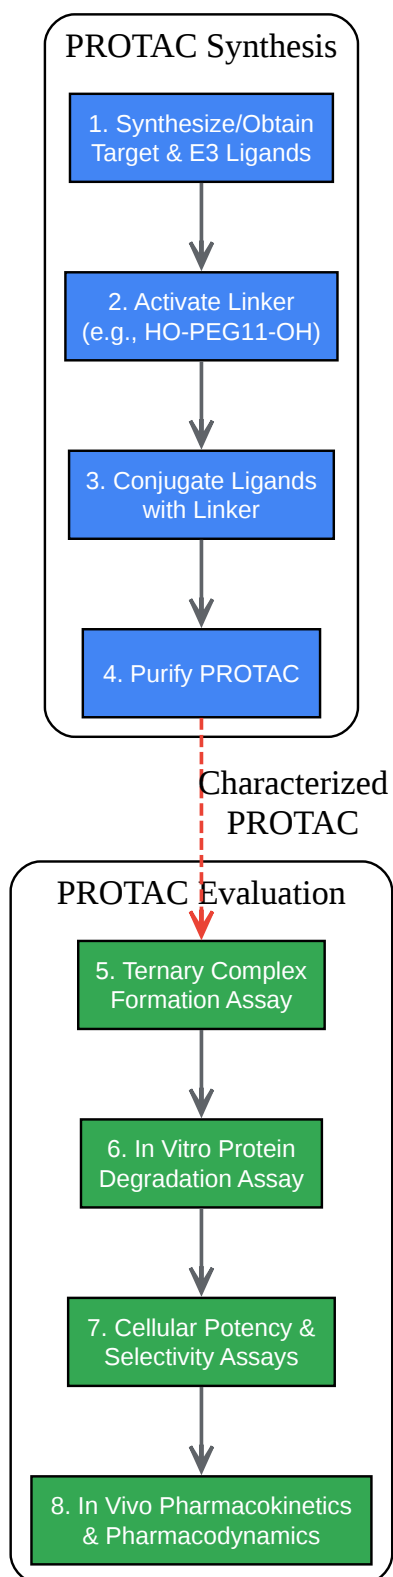 PROTAC Synthesis
1. Synthesize/Obtain
Target & E3 Ligands
2. Activate Linker
(e.g., HO-PEG11-OH)
3. Conjugate Ligands
with Linker
4. Purify PROTAC
Characterized
PROTAC
PROTAC Evaluation
5. Ternary Complex
Formation Assay
6. In Vitro Protein
Degradation Assay
7. Cellular Potency &
Selectivity Assays
8. In Vivo Pharmacokinetics
& Pharmacodynamics